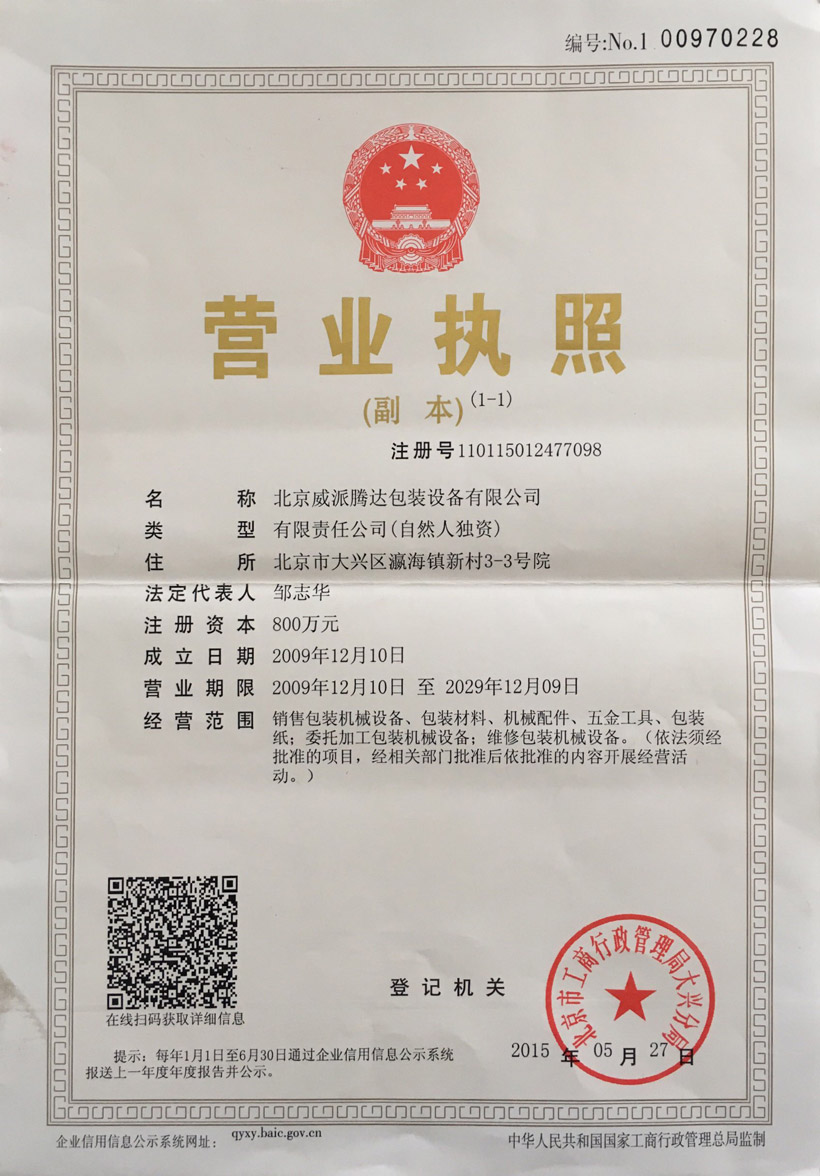 编号:No.1 00970228
营业执照
(副 本)(1-1)
注册号110115012477098
名 称 北京威派腾达包装设备有限公司
类 型 有限责任公司(自然人独资)
住 所 北京市大兴区瀛海镇新村3-3号院
法定代表人 邹志华
注册资本 800万元
成立日期 2009年12月10日
营业期限 2009年12月10日 至 2029年12月09日
经营范围 销售包装机械设备、包装材料、机械配件、五金工具、包装
纸；委托加工包装机械设备；维修包装机械设备。（依法须经
批准的项目，经相关部门批准后依批准的内容开展经营活
动。）
在线扫码获取详细信息
登记机关
北京市工商行政管理局大兴分局
2015 年 05 月 27 日
提示：每年1月1日至6月30日通过企业信用信息公示系统
报送上一年度年度报告并公示。
企业信用信息公示系统网址： qyxy.baic.gov.cn
中华人民共和国国家工商行政管理总局监制